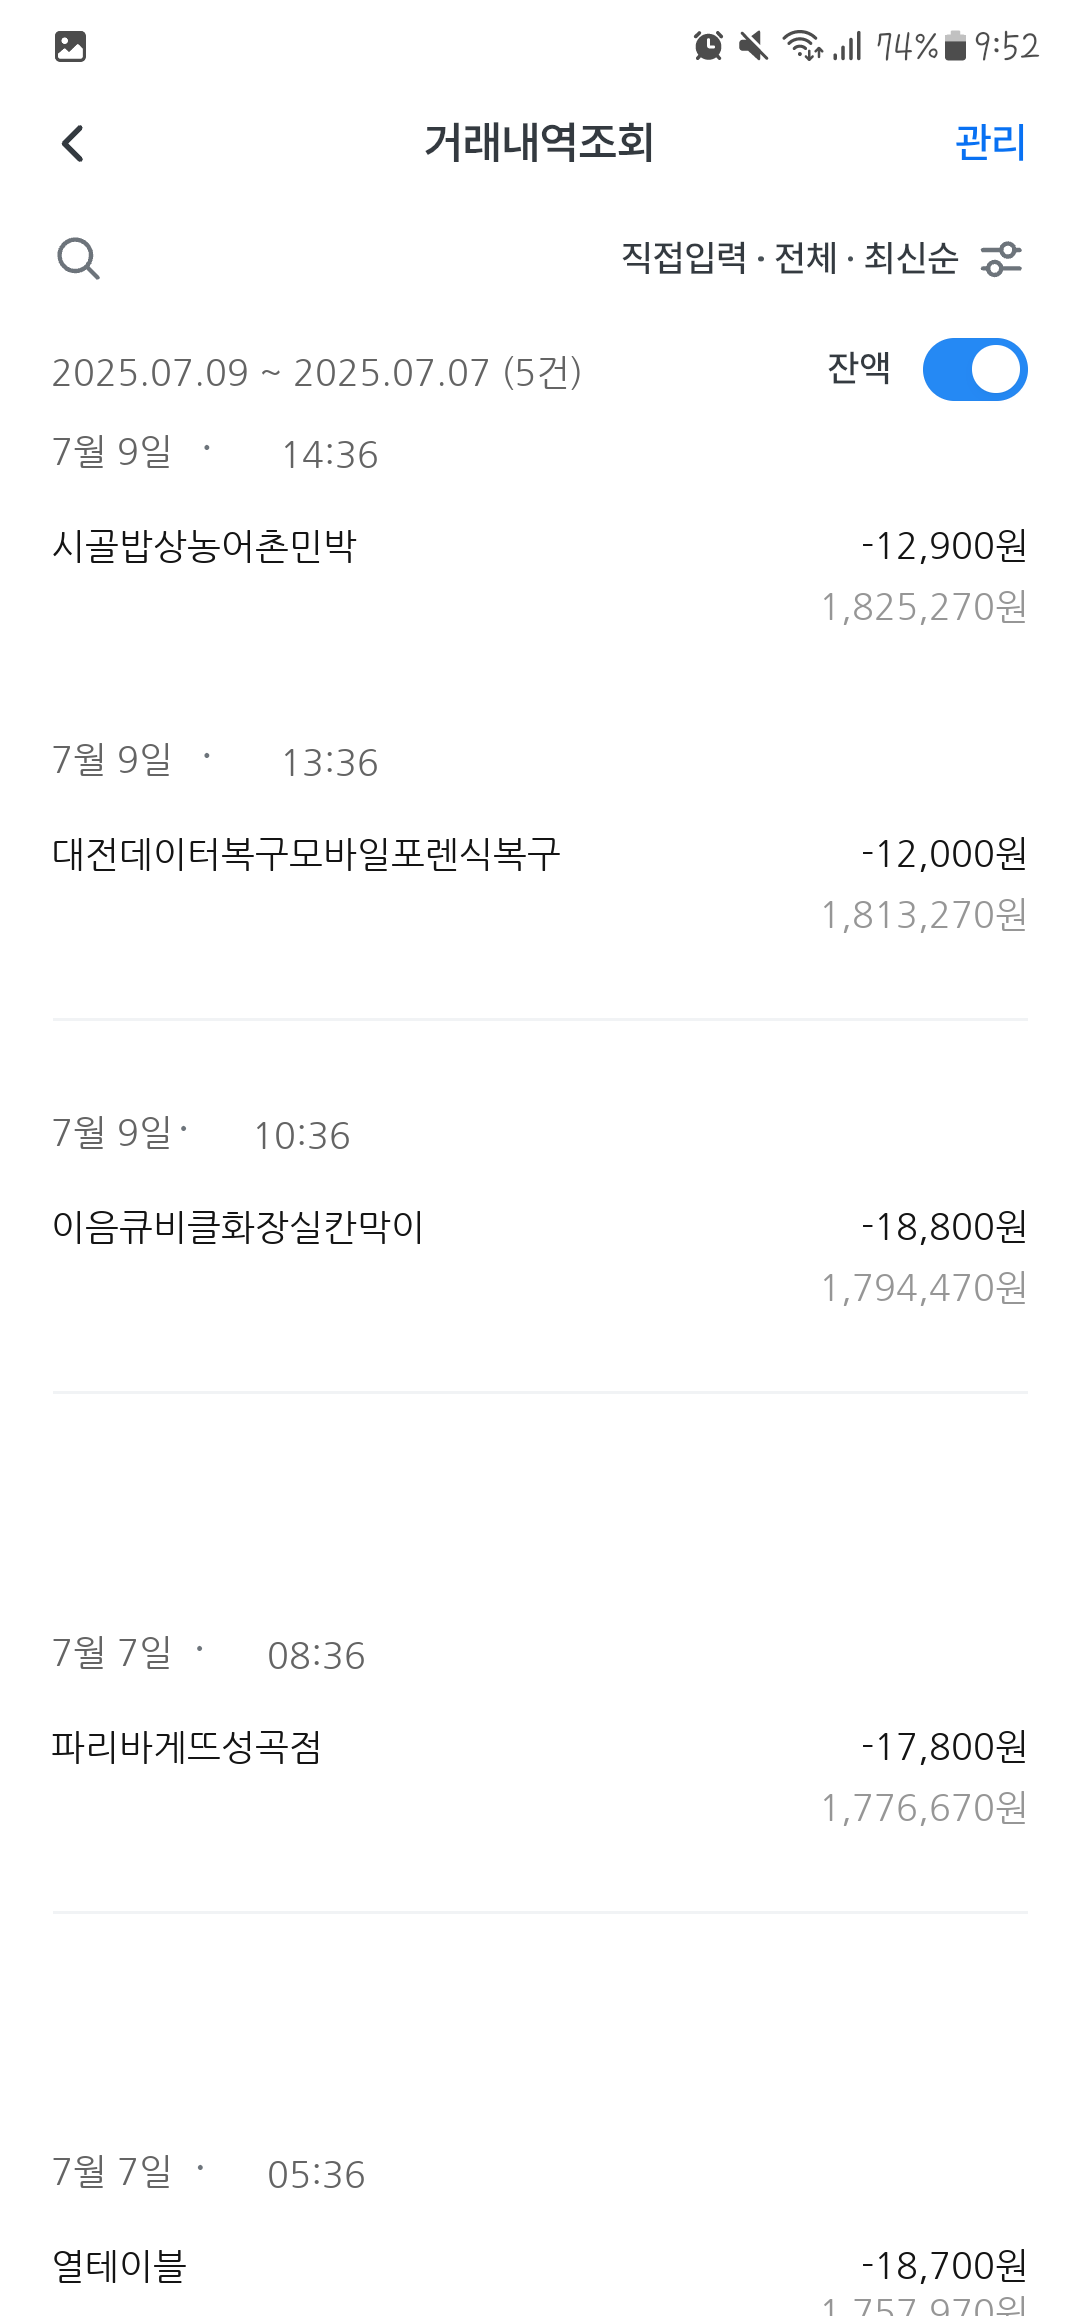 74% 9:52
거래내역조회 관리
직접입력 · 전체 · 최신순
2025.07.09 ~ 2025.07.07 (5건) 잔액
7월 9일 · 14:36
시골밥상농어촌민박 -12,900원
1,825,270원
7월 9일 · 13:36
대전데이터복구모바일포렌식복구 -12,000원
1,813,270원
7월 9일 · 10:36
이음큐비클화장실칸막이 -18,800원
1,794,470원
7월 7일 · 08:36
파리바게뜨성곡점 -17,800원
1,776,670원
7월 7일 · 05:36
열테이블 -18,700원
1,757,970원